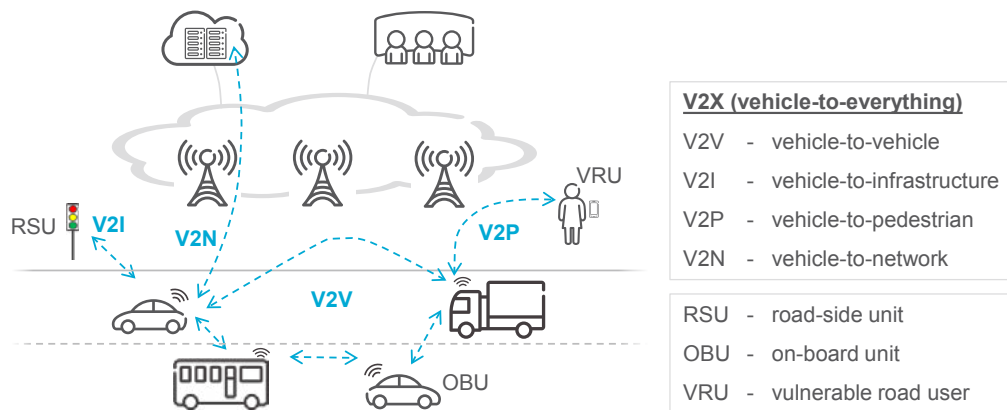 VRU
RSU
V2I
V2N
V2P
V2V
OBU
V2X (vehicle-to-everything)
V2V - vehicle-to-vehicle
V2I - vehicle-to-infrastructure
V2P - vehicle-to-pedestrian
V2N - vehicle-to-network
RSU - road-side unit
OBU - on-board unit
VRU - vulnerable road user